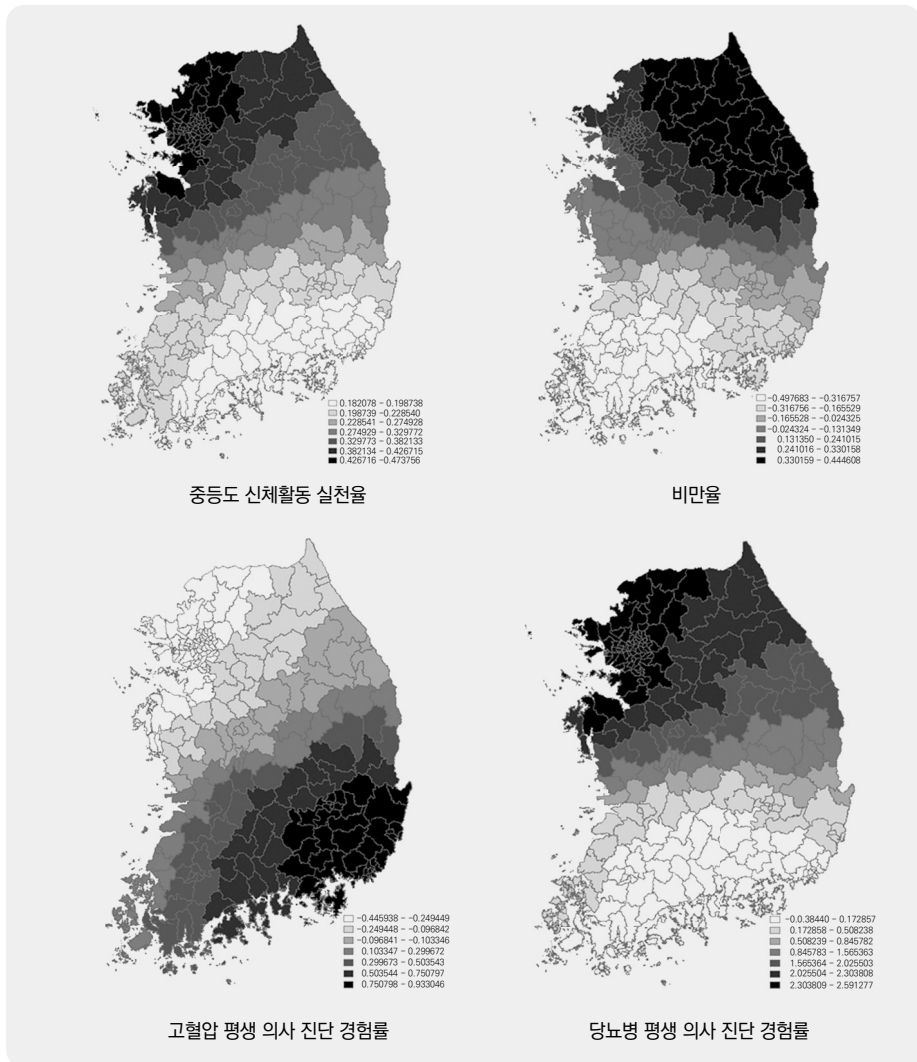 0.182078 - 0.198738
0.198739 -0.228540
0.228541 - 0.274928
0.274929 - 0.329772
0.329773 - 0.382133
0.382134 - 0.426715
0.426716 -0.473756
중등도 신체활동 실천율
-0.497683 - -0.316757
-0.316756 - -0.165529
-0.165528 - -0.024325
-0.024324 - -0.131349
0.131350 - 0.241015
0.241016 - 0.330158
0.330159 - 0.444608
비만율
-0.445938 - -0.249449
-0.249448 - -0.096842
-0.096841 - -0.103346
0.103347 - 0.299672
0.299673 - 0.503543
0.503544 - 0.750797
0.750798 - 0.933046
고혈압 평생 의사 진단 경험률
-0.0.38440 - 0.172857
0.172858 - 0.508238
0.508239 - 0.845782
0.845783 - 1.565363
1.565364 - 2.025503
2.025504 - 2.303808
2.303809 - 2.591277
당뇨병 평생 의사 진단 경험률